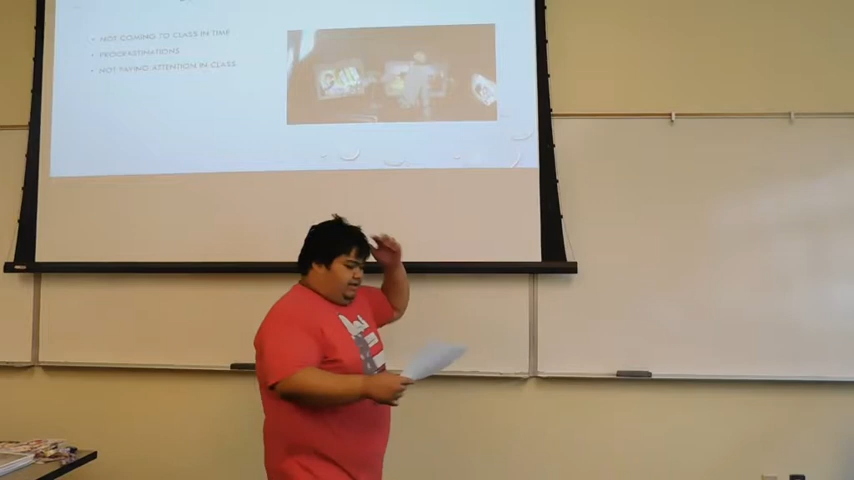 NOT COMING TO CLASS IN TIME
PROCRASTINATIONS
NOT PAYING ATTENTION IN CLASS